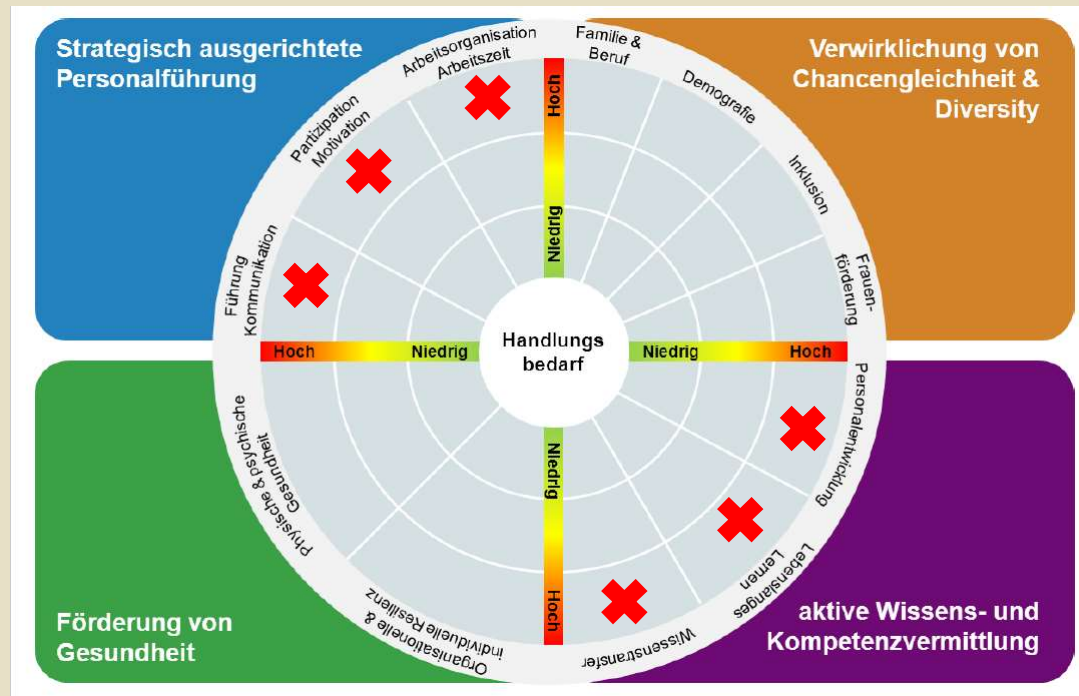 Strategisch ausgerichtete
Personalführung
Verwirklichung von
Chancengleichheit &
Diversity
Arbeitsorganisation
Arbeitszeit
Familie &
Beruf
Demografie
Inklusion
Frauen-
förderung
Partizipation
Motivation
Führung
Kommunikation
Hoch
Niedrig
Hoch
Niedrig
Handlungs
bedarf
Niedrig
Hoch
Niedrig
Hoch
Personalentwicklung
Lebenslanges
Lernen
Wissenstransfer
Organisationelle &
individuelle Resilienz
Physische & psychische
Gesundheit
Förderung von
Gesundheit
aktive Wissens- und
Kompetenzvermittlung